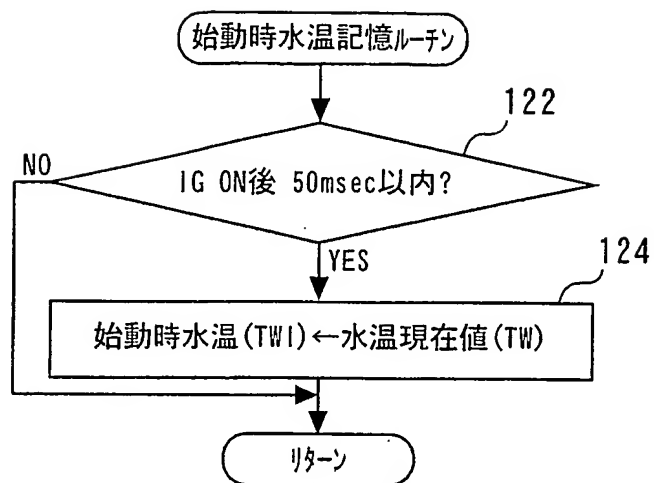 始動時水温記憶ルーチン
122
NO
IG ON後 50msec以内?
YES
124
始動時水温(TWI)←水温現在値(TW)
リターン